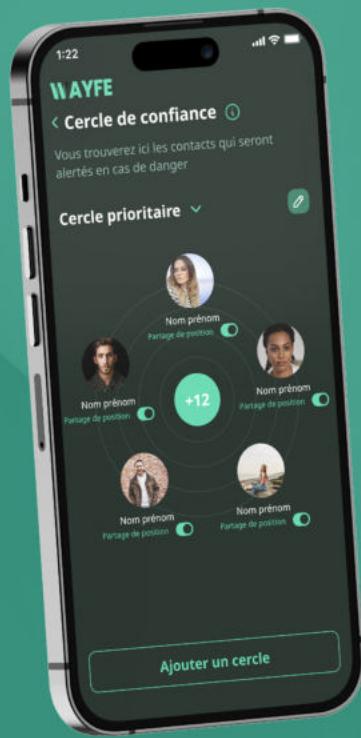 1:22
WAYFE
Cercle de confiance
Vous trouverez ici les contacts qui seront
alertés en cas de danger
Cercle prioritaire
Nom prénom
Partage de position
Nom prénom
Partage de position
Nom prénom
Partage de position
+12
Nom prénom
Partage de position
Nom prénom
Partage de position
Ajouter un cercle